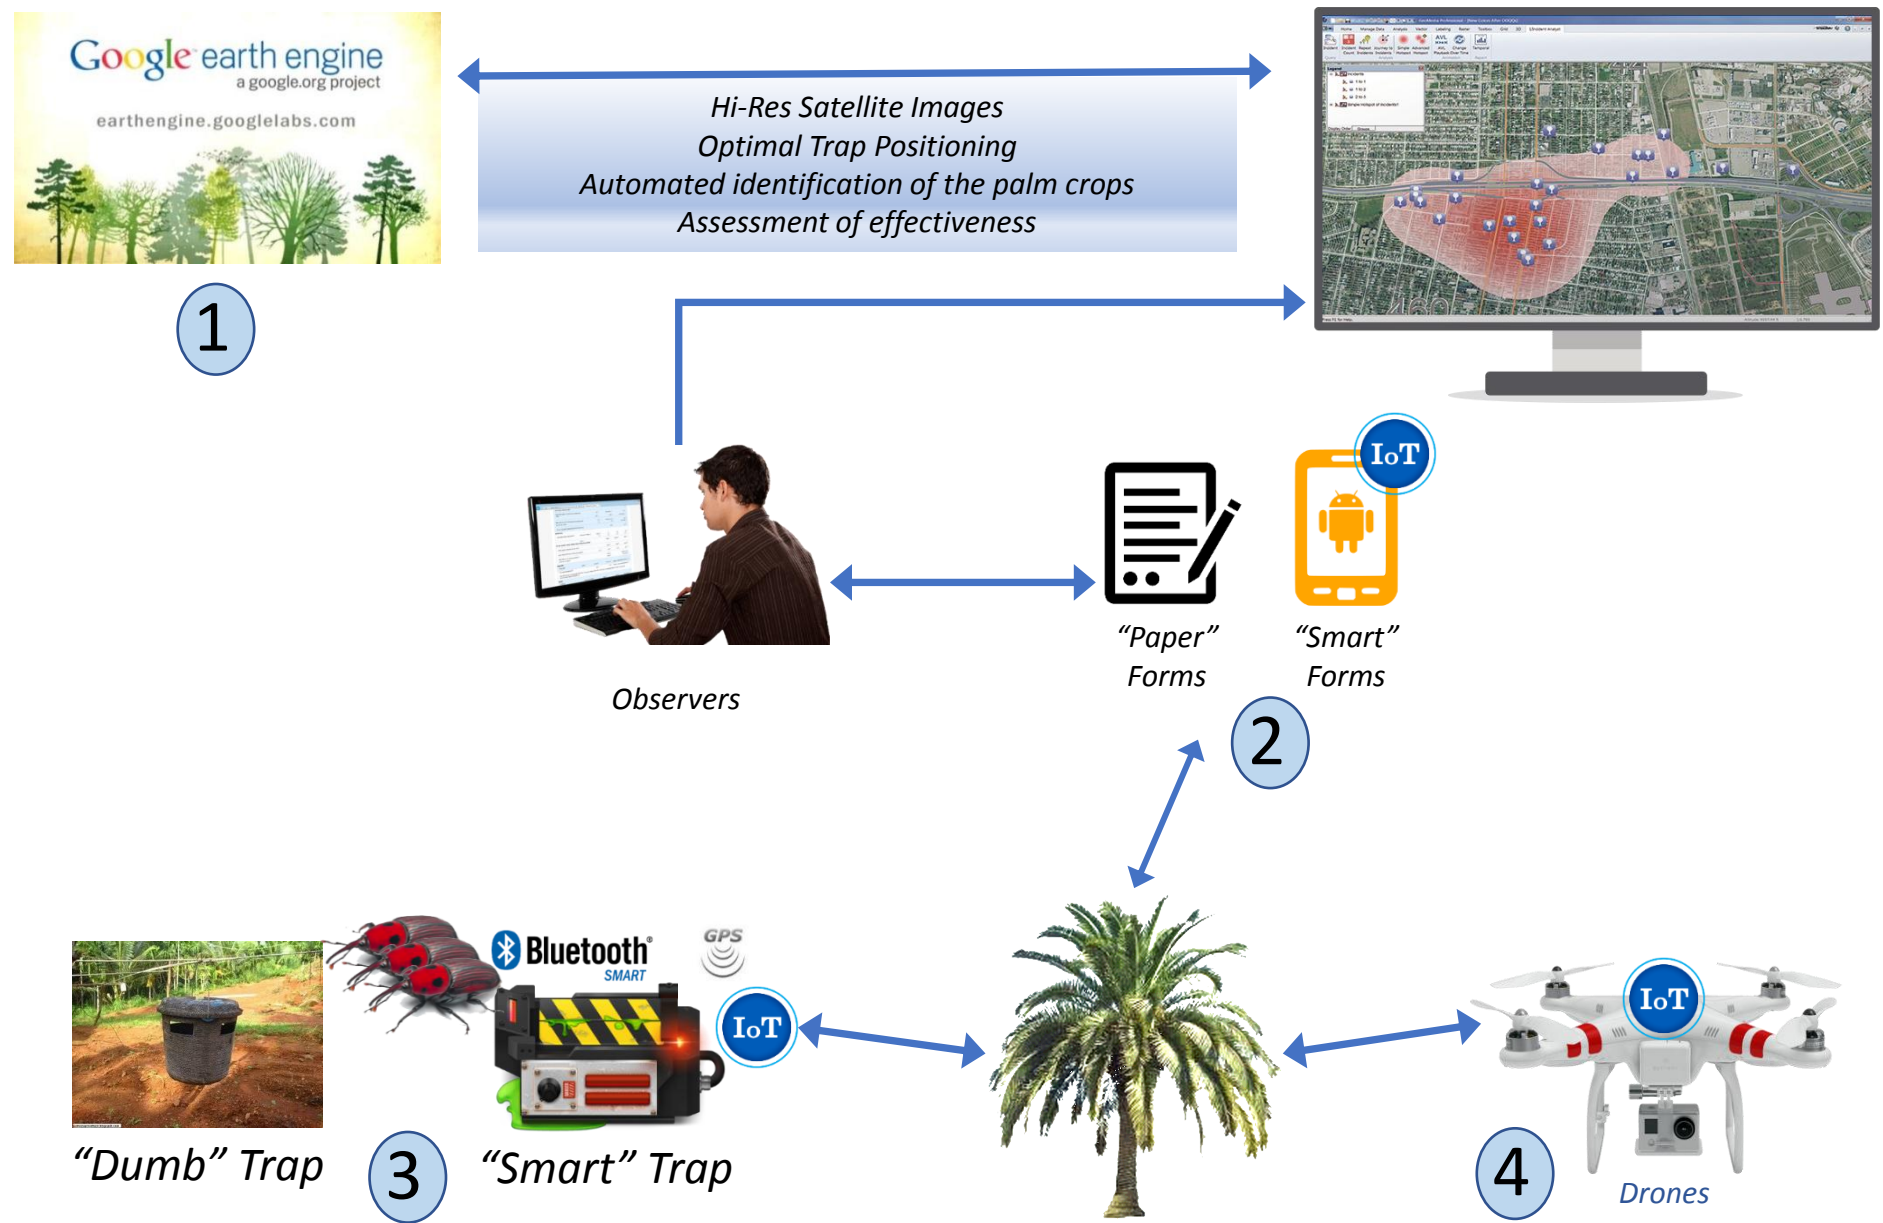 Google earth engine
a google.org project
earthengine.googlelabs.com
Hi-Res Satellite Images
Optimal Trap Positioning
Automated identification of the palm crops
Assessment of effectiveness
1
IoT
"Paper"
Forms
"Smart"
Forms
Observers
2
Bluetooth®
SMART
GPS
IoT
IoT
"Dumb" Trap
3
"Smart" Trap
4
Drones